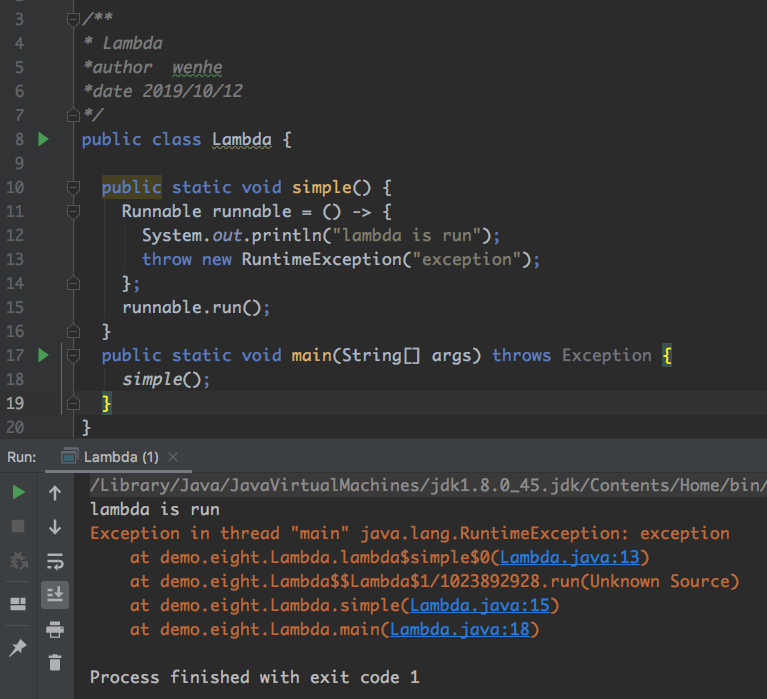 3 /**
4 * Lambda
5 *author  wenhe
6 *date 2019/10/12
7 */
8 public class Lambda {
9
10 public static void simple() {
11 Runnable runnable = () -> {
12 System.out.println("lambda is run");
13 throw new RuntimeException("exception");
14 };
15 runnable.run();
16 }
17 public static void main(String[] args) throws Exception {
18 simple();
19 }
20 }
Run: Lambda (1) ×
/Library/Java/JavaVirtualMachines/jdk1.8.0_45.jdk/Contents/Home/bin/
lambda is run
Exception in thread "main" java.lang.RuntimeException: exception
at demo.eight.Lambda.lambda$simple$0(Lambda.java:13)
at demo.eight.Lambda$$Lambda$1/1023892928.run(Unknown Source)
at demo.eight.Lambda.simple(Lambda.java:15)
at demo.eight.Lambda.main(Lambda.java:18)
Process finished with exit code 1